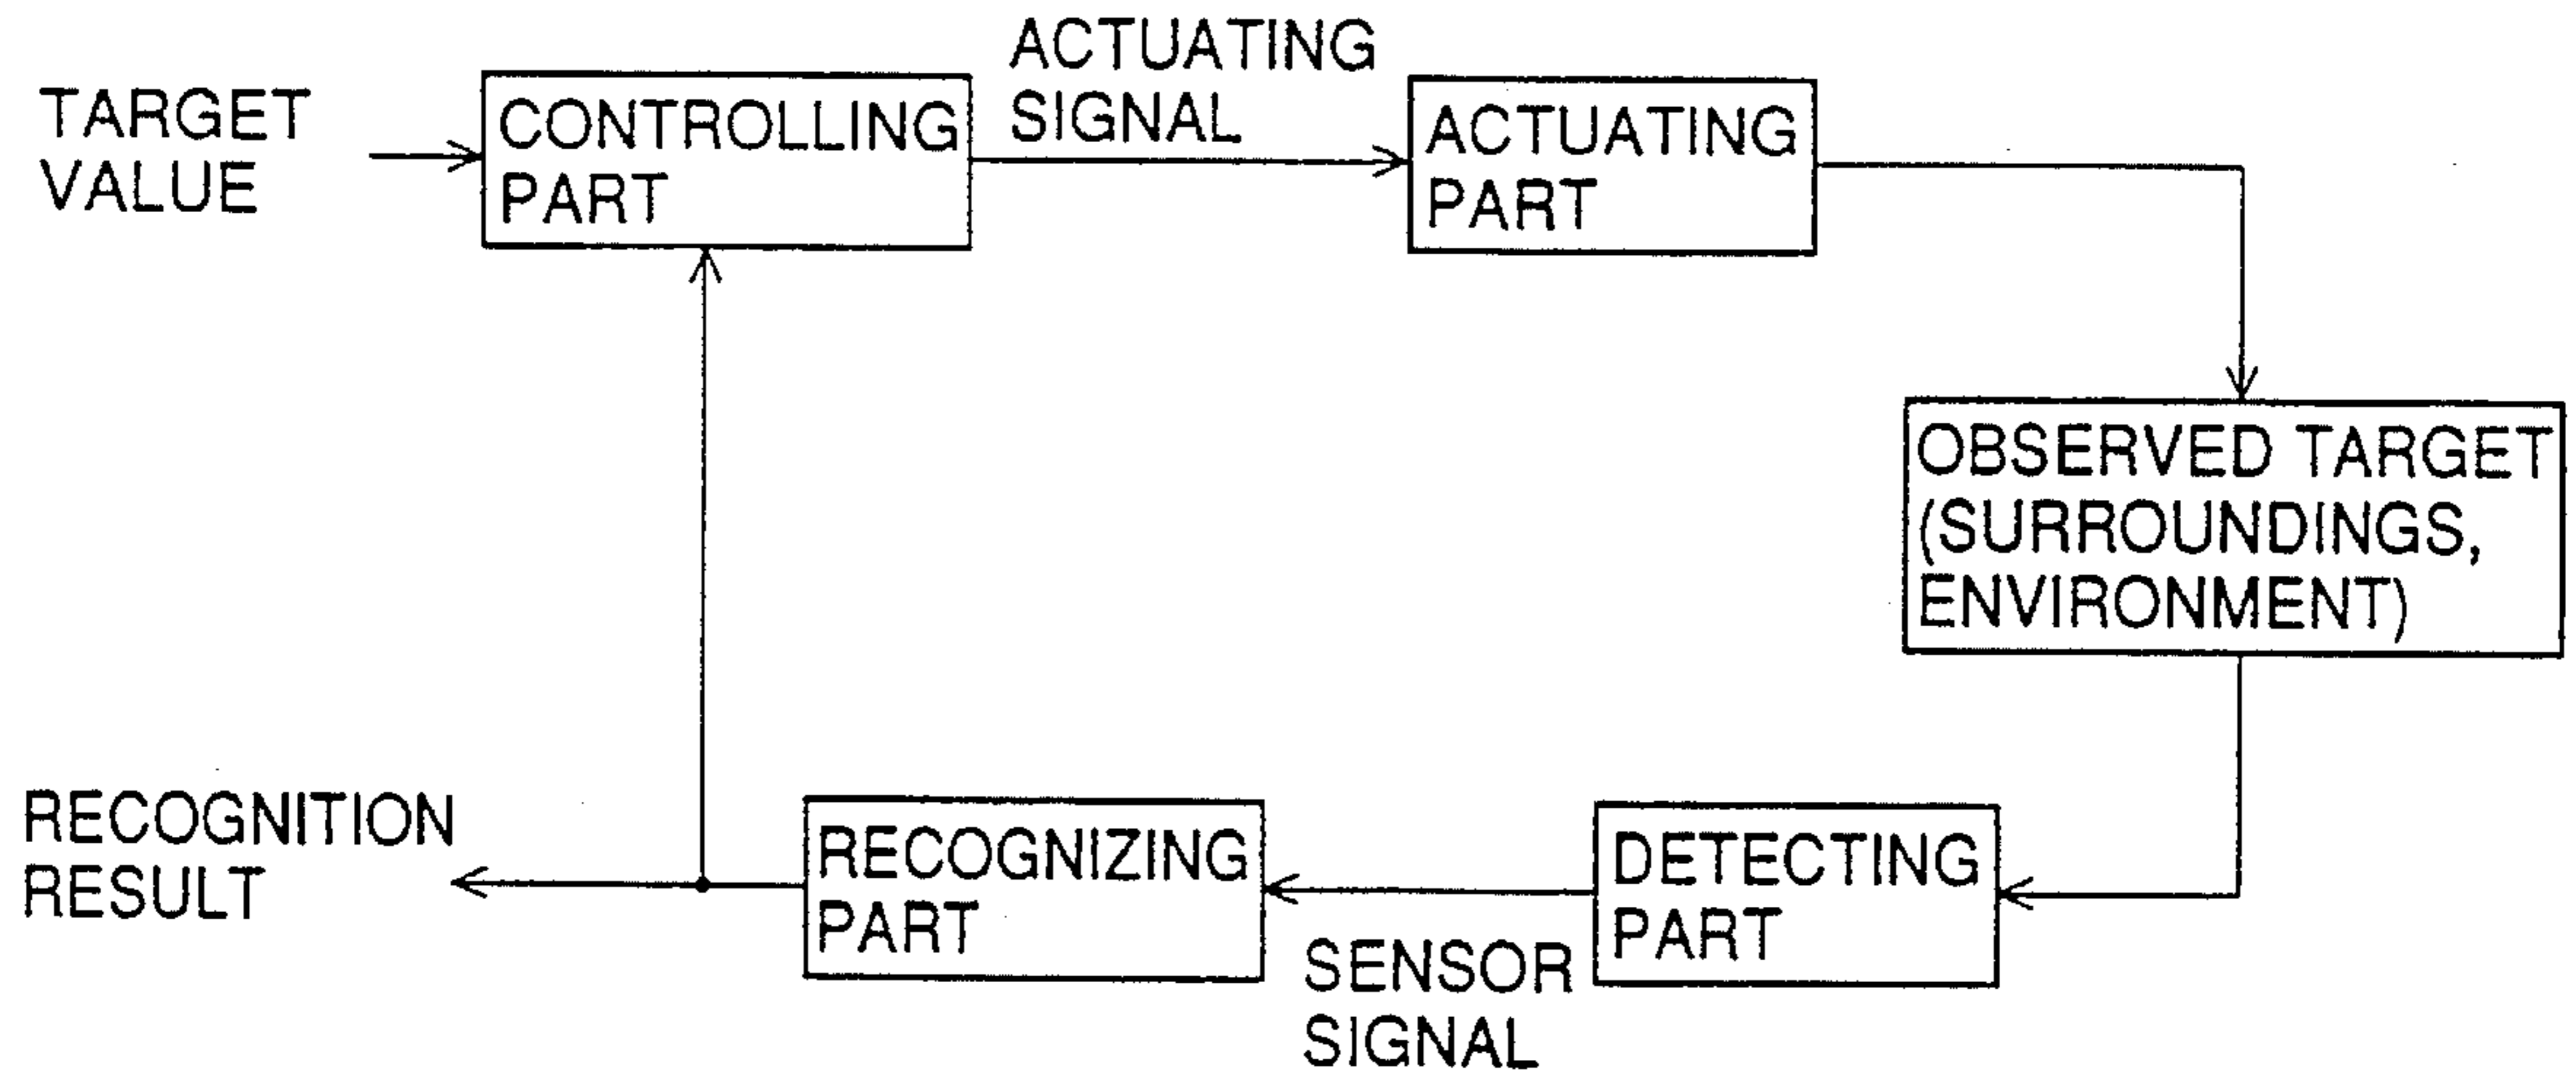 TARGET
VALUE
CONTROLLING
PART
ACTUATING
SIGNAL
ACTUATING
PART
OBSERVED TARGET
(SURROUNDINGS,
ENVIRONMENT)
RECOGNITION
RESULT
RECOGNIZING
PART
SENSOR
SIGNAL
DETECTING
PART